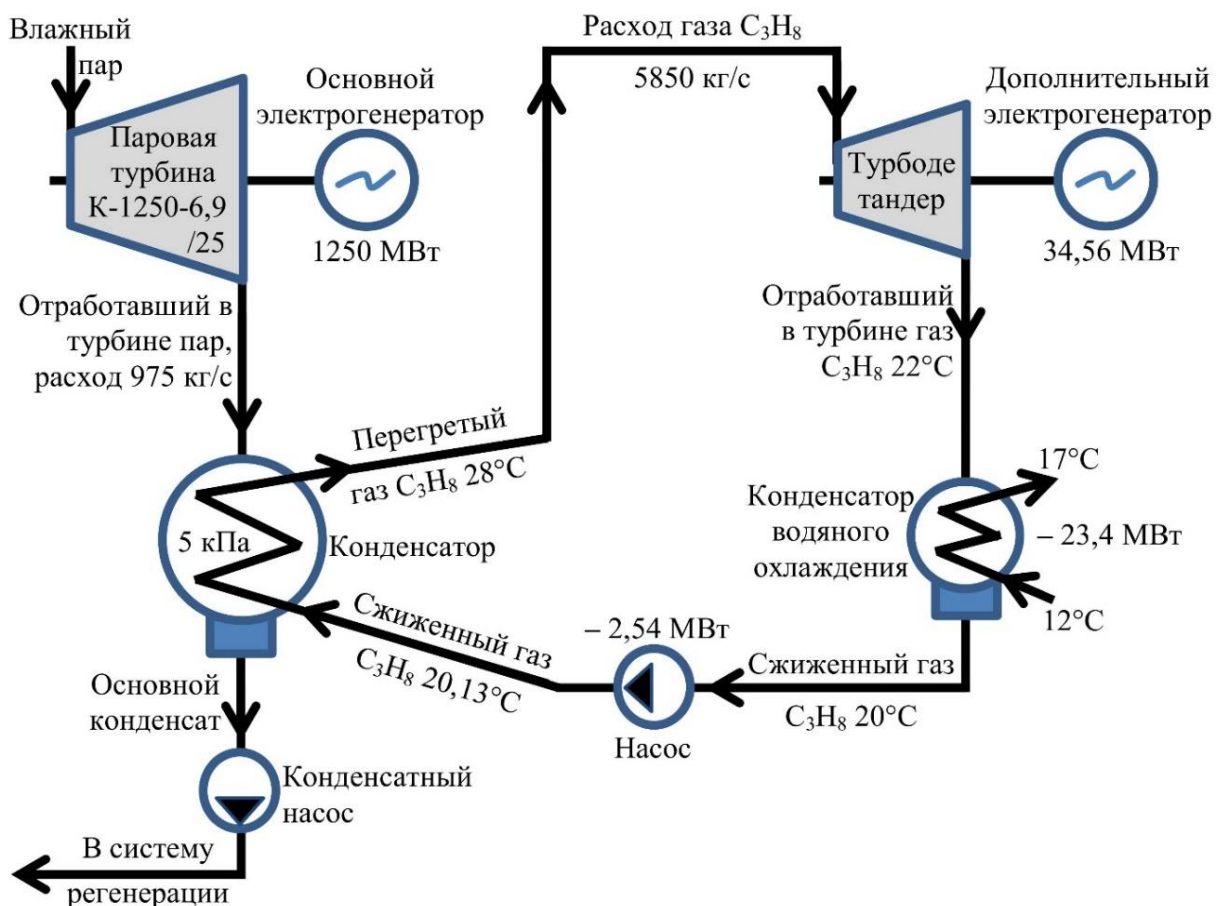 Влажный
пар
Паровая
турбина
К-1250-6,9
/25
Основной
электрогенератор
1250 МВт
Отработавший в
турбине пар,
расход 975 кг/с
Расход газа C₃H₈
5850 кг/с
Дополнительный
электрогенератор
Турбоде
тандер
34,56 МВт
Отработавший
в турбине газ
C₃H₈ 22°C
Перегретый
газ C₃H₈ 28°C
5 кПа
Конденсатор
17°C
Конденсатор
водяного
охлаждения
– 23,4 МВт
12°C
Сжиженный газ
C₃H₈ 20,13°C
– 2,54 МВт
Насос
Сжиженный газ
C₃H₈ 20°C
Основной
конденсат
Конденсатный
насос
В систему
регенерации